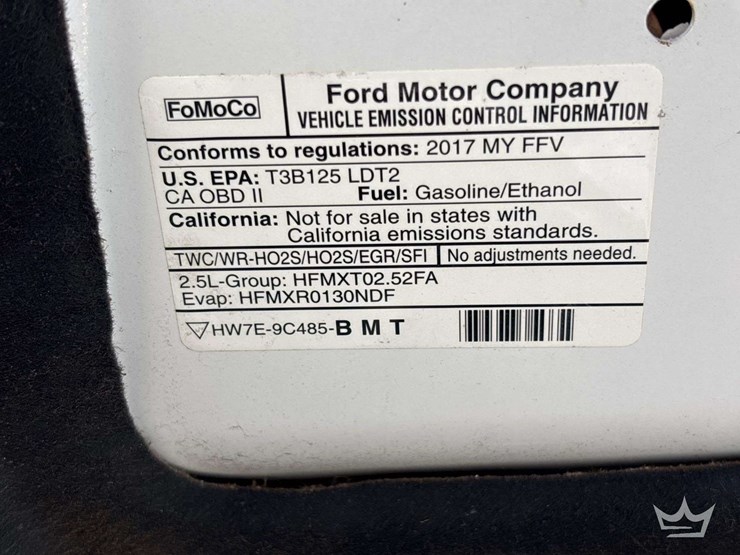 FoMoCo
Ford Motor Company
VEHICLE EMISSION CONTROL INFORMATION
Conforms to regulations: 2017 MY FFV
U.S. EPA: T3B125 LDT2
CA OBD II Fuel: Gasoline/Ethanol
California: Not for sale in states with
California emissions standards.
TWC/WR-HO2S/HO2S/EGR/SFI No adjustments needed.
2.5L-Group: HFMXT02.52FA
Evap: HFMXR0130NDF
HW7E-9C485-B M T